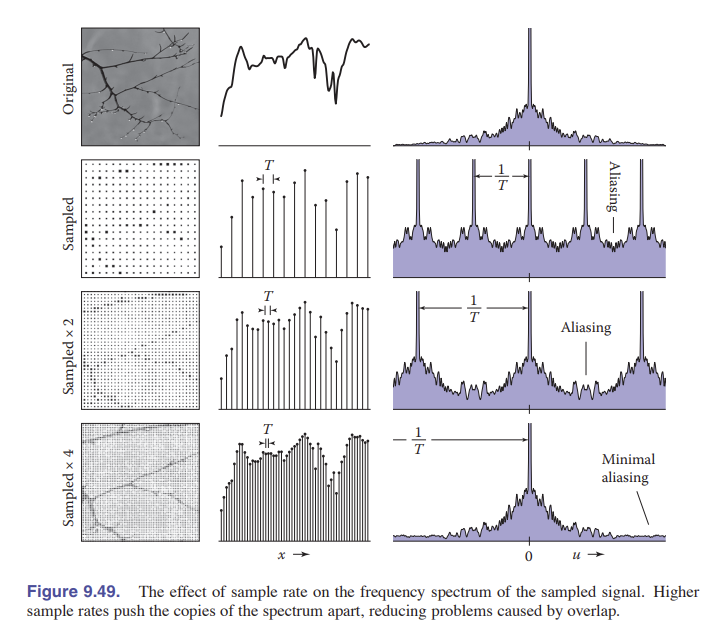 Original
Sampled
T
1
T
Aliasing
Sampled × 2
T
1
T
Aliasing
Sampled × 4
T
1
T
Minimal
aliasing
x →
0
u →
Figure 9.49. The effect of sample rate on the frequency spectrum of the sampled signal. Higher
sample rates push the copies of the spectrum apart, reducing problems caused by overlap.